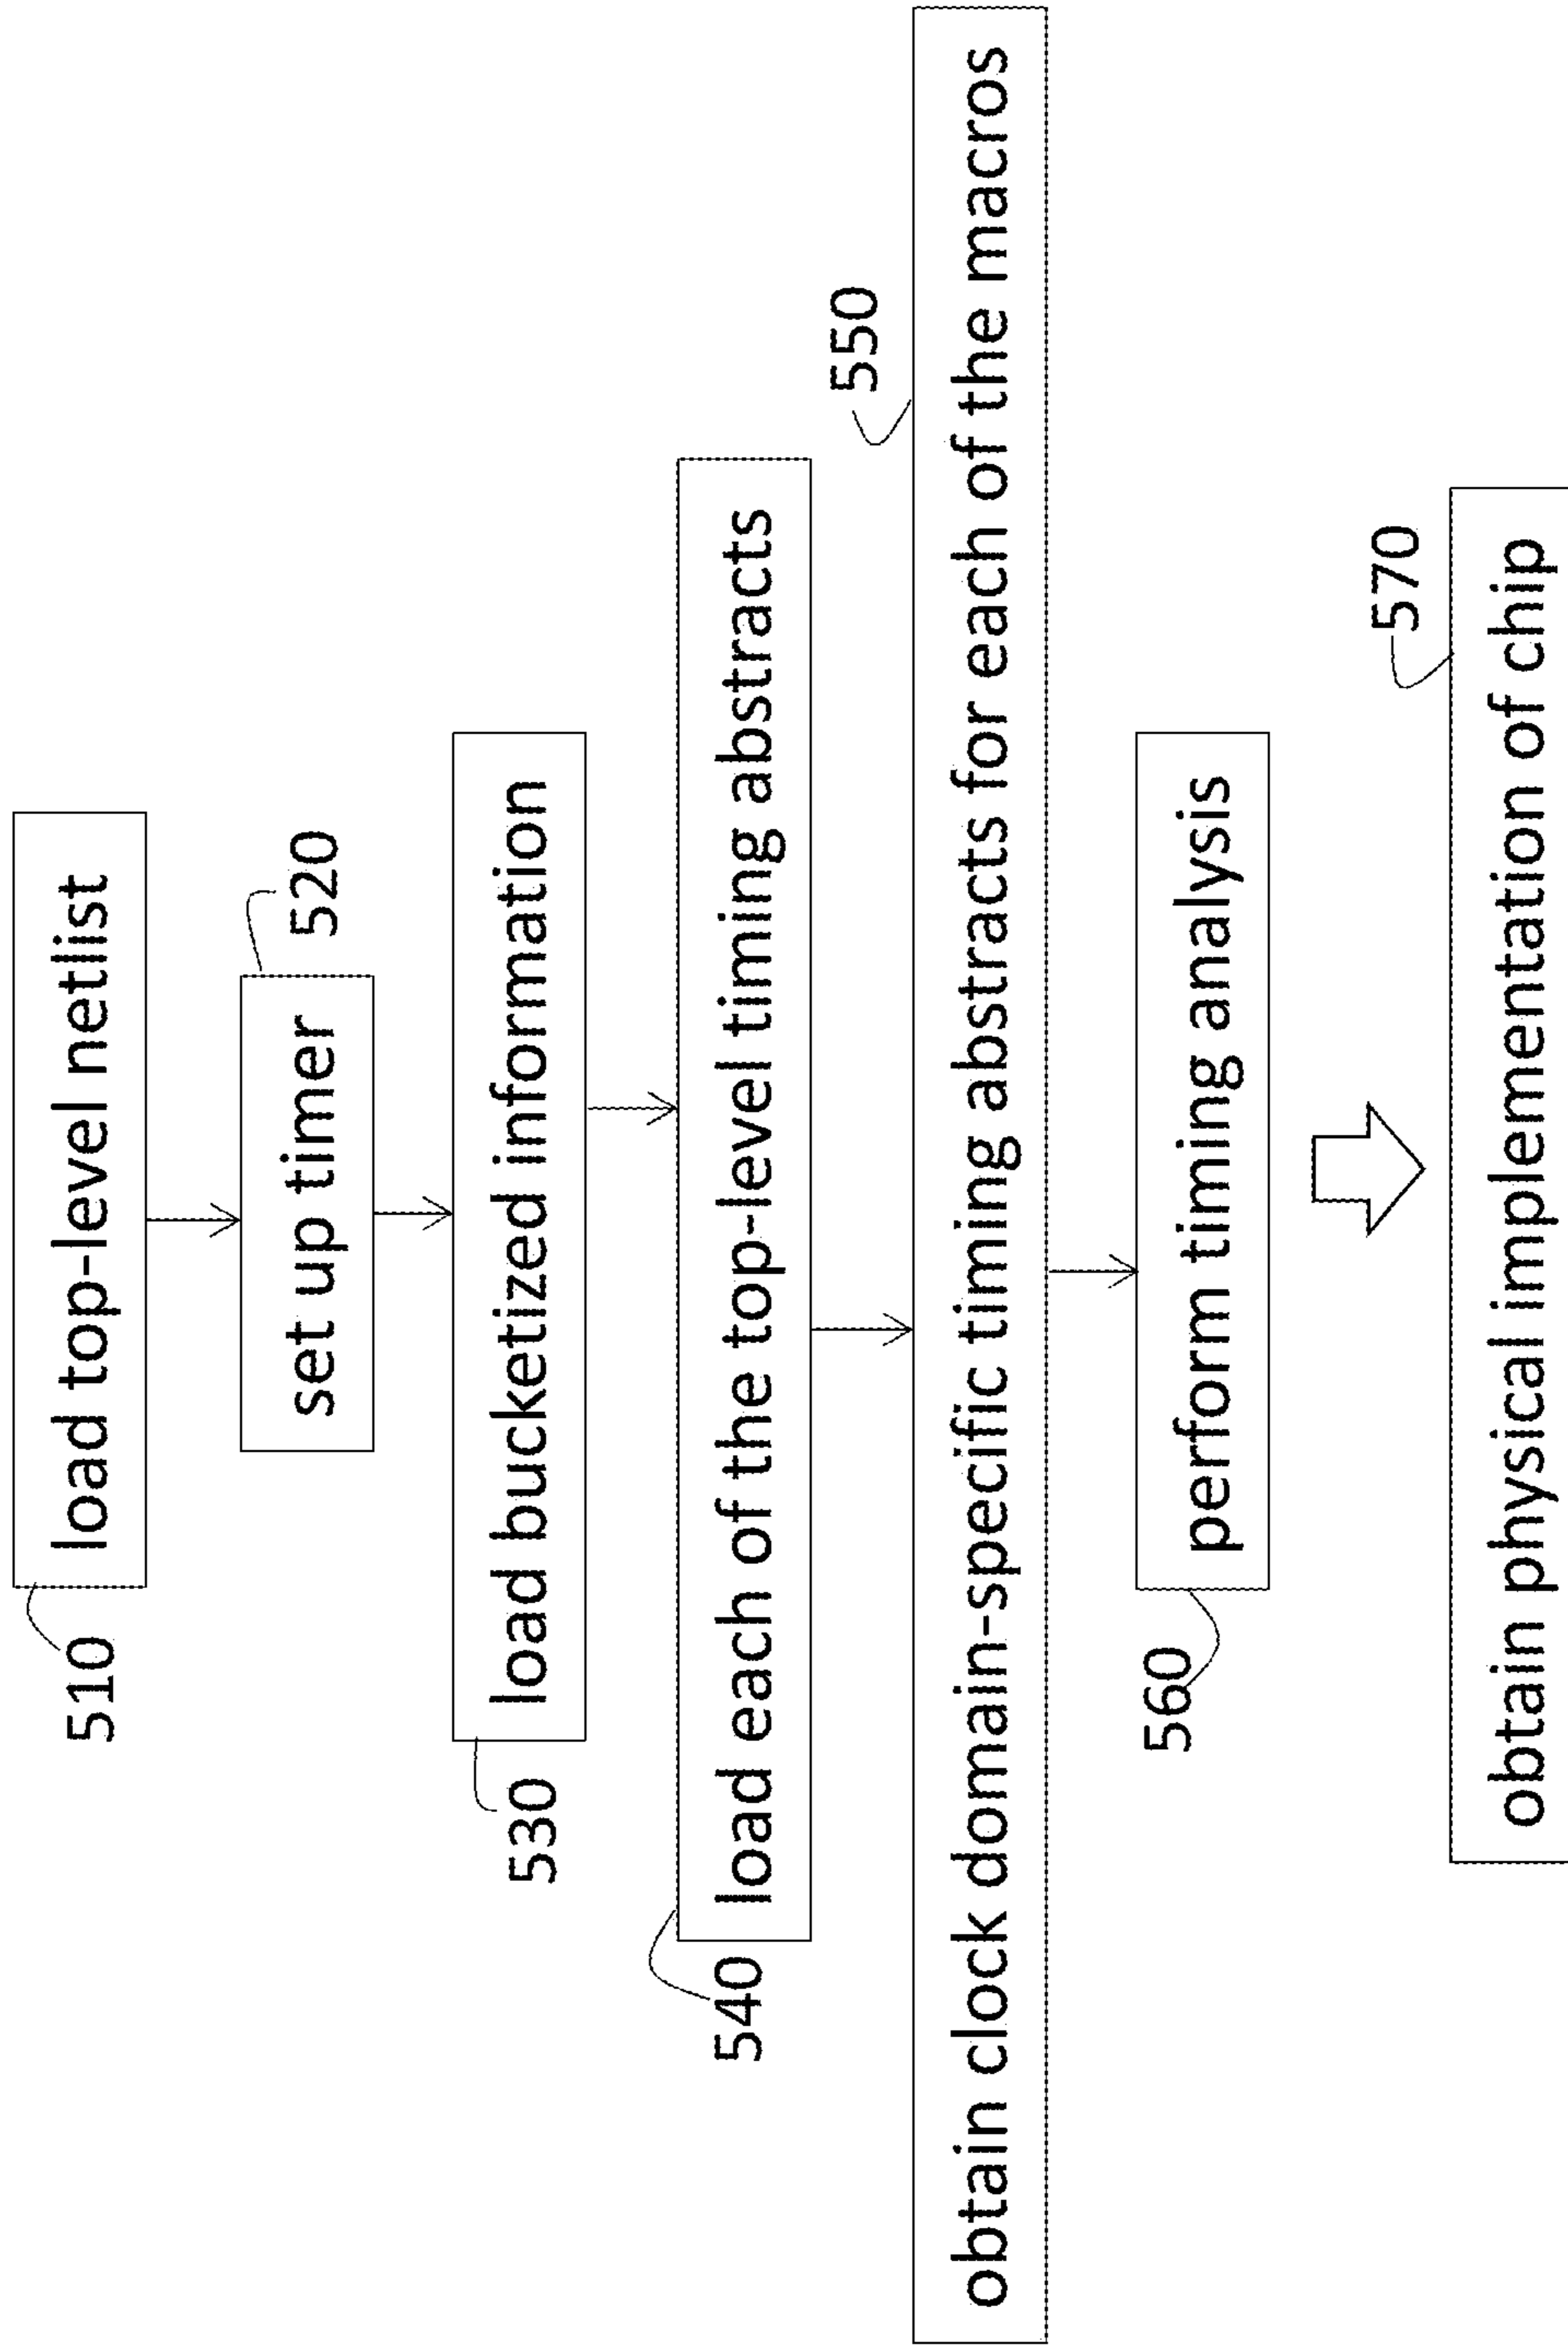 510
load top-level netlist
set up timer
520
530
load bucketized information
540
load each of the top-level timing abstracts
550
obtain clock domain-specific timing abstracts for each of the macros
560
perform timing analysis
570
obtain physical implementation of chip